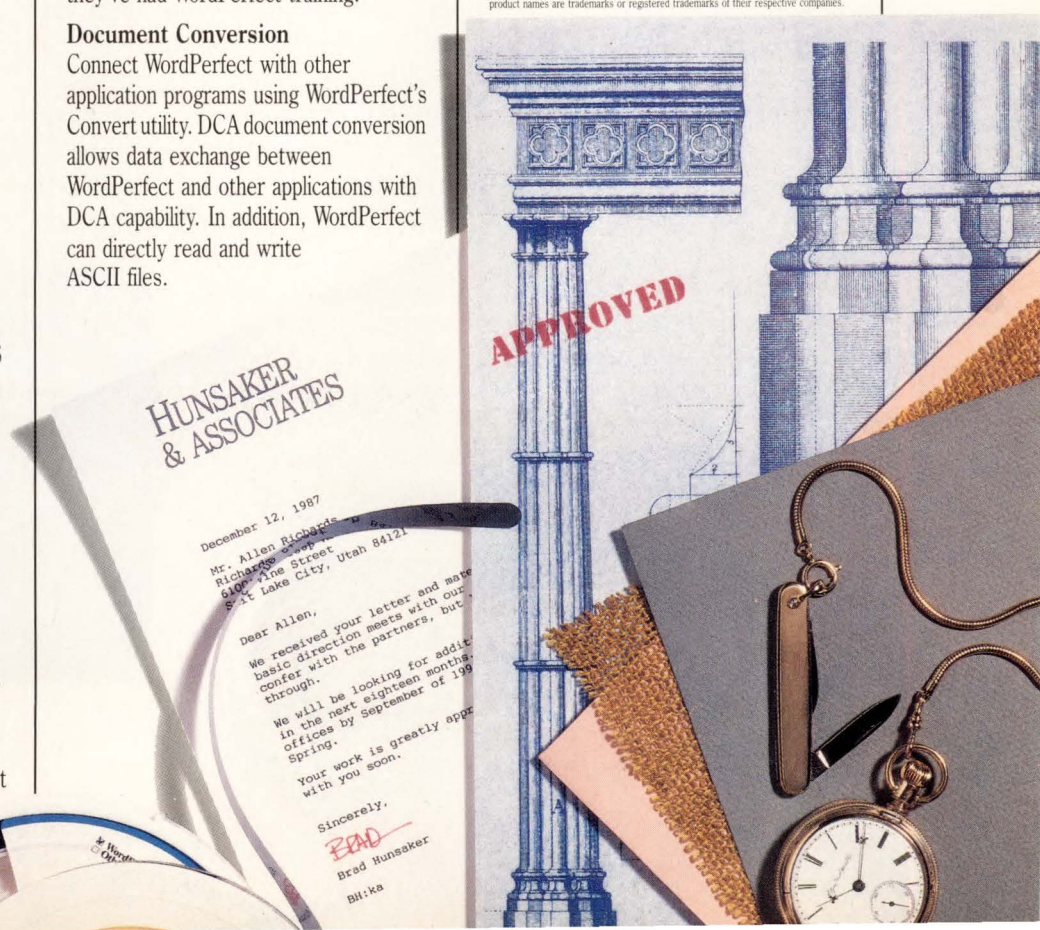 they've had WordPerfect training.
Document Conversion
Connect WordPerfect with other
application programs using WordPerfect's
Convert utility. DCA document conversion
allows data exchange between
WordPerfect and other applications with
DCA capability. In addition, WordPerfect
can directly read and write
ASCII files.
product names are trademarks or registered trademarks of their respective companies.
APPROVED
HUNSAKER
& ASSOCIATES
December 12, 1987
Mr. Allen Richards
Vine Street
Lake City, Utah 84121
Dear Allen,
We received your letter and mate
basic direction meets with our
confer with the partners, but
through.
We will be looking for addit
in the next eighteen months.
offices by September of 199
Spring.
Your work is greatly appr
with you soon.
Sincerely,
BRAD
Brad Hunsaker
BH:ka
t